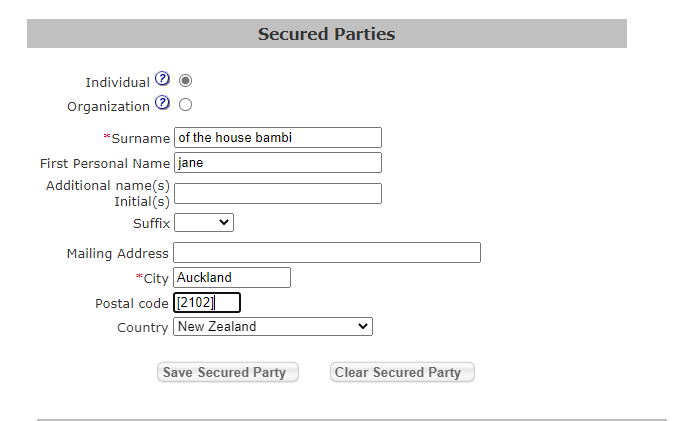 Secured Parties
Individual ?
Organization ?
*Surname of the house bambi
First Personal Name jane
Additional name(s)
Initial(s)
Suffix
Mailing Address
*City Auckland
Postal code [2102]
Country New Zealand
Save Secured Party Clear Secured Party